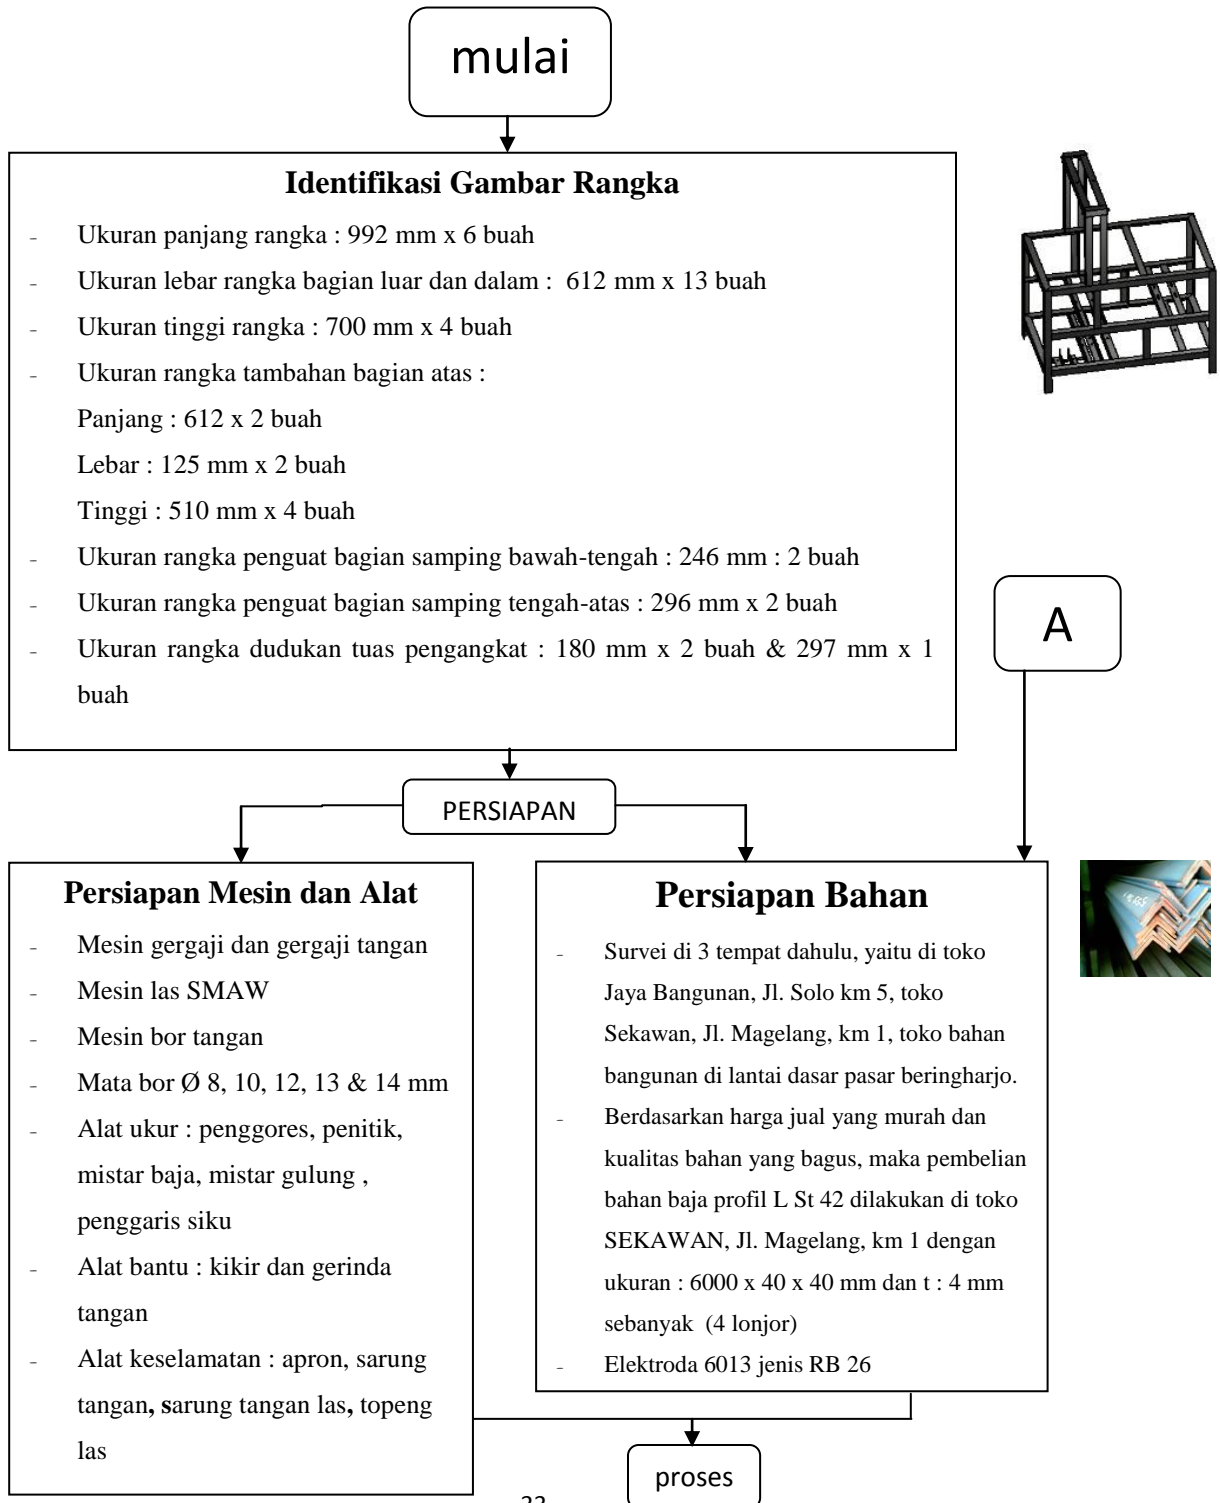 mulai
Identifikasi Gambar Rangka
- Ukuran panjang rangka : 992 mm x 6 buah
- Ukuran lebar rangka bagian luar dan dalam : 612 mm x 13 buah
- Ukuran tinggi rangka : 700 mm x 4 buah
- Ukuran rangka tambahan bagian atas :
Panjang : 612 x 2 buah
Lebar : 125 mm x 2 buah
Tinggi : 510 mm x 4 buah
- Ukuran rangka penguat bagian samping bawah-tengah : 246 mm : 2 buah
- Ukuran rangka penguat bagian samping tengah-atas : 296 mm x 2 buah
- Ukuran rangka dudukan tuas pengangkat : 180 mm x 2 buah & 297 mm x 1
buah
A
PERSIAPAN
Persiapan Mesin dan Alat
- Mesin gergaji dan gergaji tangan
- Mesin las SMAW
- Mesin bor tangan
- Mata bor Ø 8, 10, 12, 13 & 14 mm
- Alat ukur : penggores, penitik,
mistar baja, mistar gulung ,
penggaris siku
- Alat bantu : kikir dan gerinda
tangan
- Alat keselamatan : apron, sarung
tangan, sarung tangan las, topeng
las
Persiapan Bahan
- Survei di 3 tempat dahulu, yaitu di toko
Jaya Bangunan, Jl. Solo km 5, toko
Sekawan, Jl. Magelang, km 1, toko bahan
bangunan di lantai dasar pasar beringharjo.
- Berdasarkan harga jual yang murah dan
kualitas bahan yang bagus, maka pembelian
bahan baja profil L St 42 dilakukan di toko
SEKAWAN, Jl. Magelang, km 1 dengan
ukuran : 6000 x 40 x 40 mm dan t : 4 mm
sebanyak (4 lonjor)
- Elektroda 6013 jenis RB 26
proses